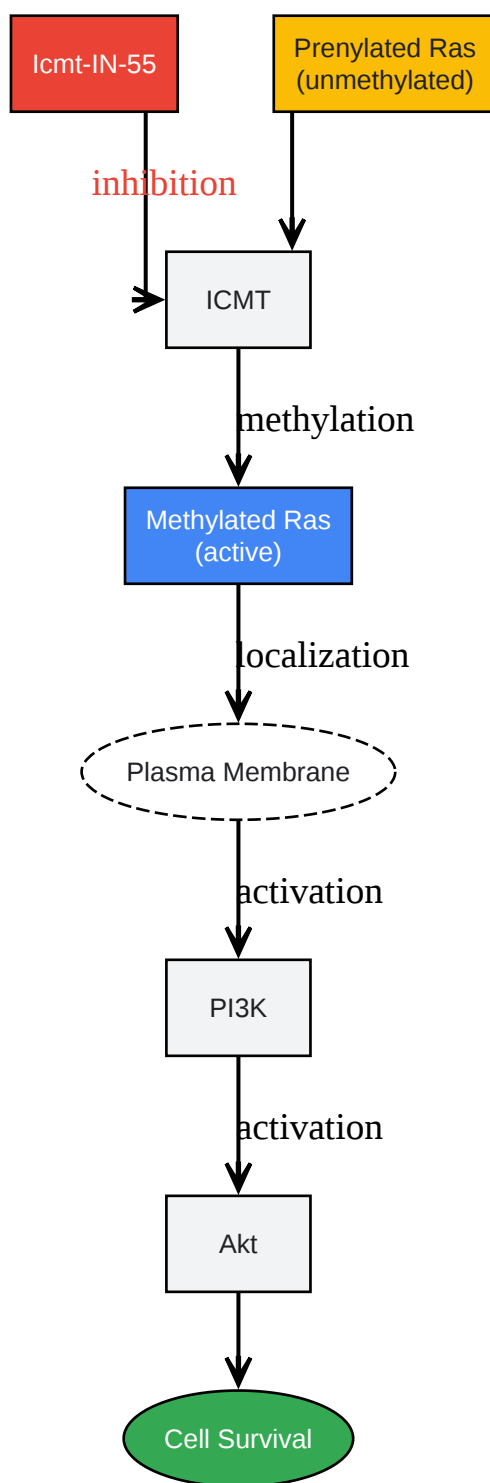 Icmt-IN-55
Prenylated Ras
(unmethylated)
inhibition
ICMT
methylation
Methylated Ras
(active)
localization
Plasma Membrane
activation
PI3K
activation
Akt
Cell Survival